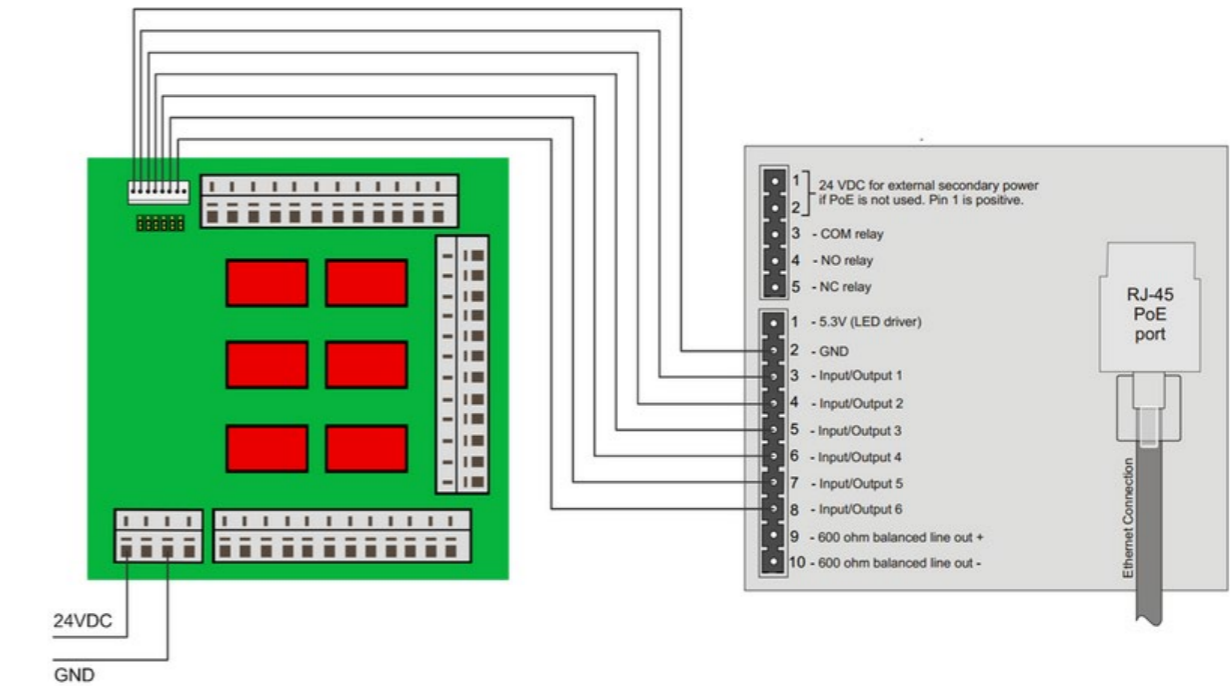 1
24 VDC for external secondary power
2
if PoE is not used. Pin 1 is positive.
3 - COM relay
4 - NO relay
5 - NC relay
1 - 5.3V (LED driver)
2 - GND
3 - Input/Output 1
4 - Input/Output 2
5 - Input/Output 3
6 - Input/Output 4
7 - Input/Output 5
8 - Input/Output 6
9 - 600 ohm balanced line out +
10 - 600 ohm balanced line out -
RJ-45
PoE
port
Ethernet Connection
24VDC
GND